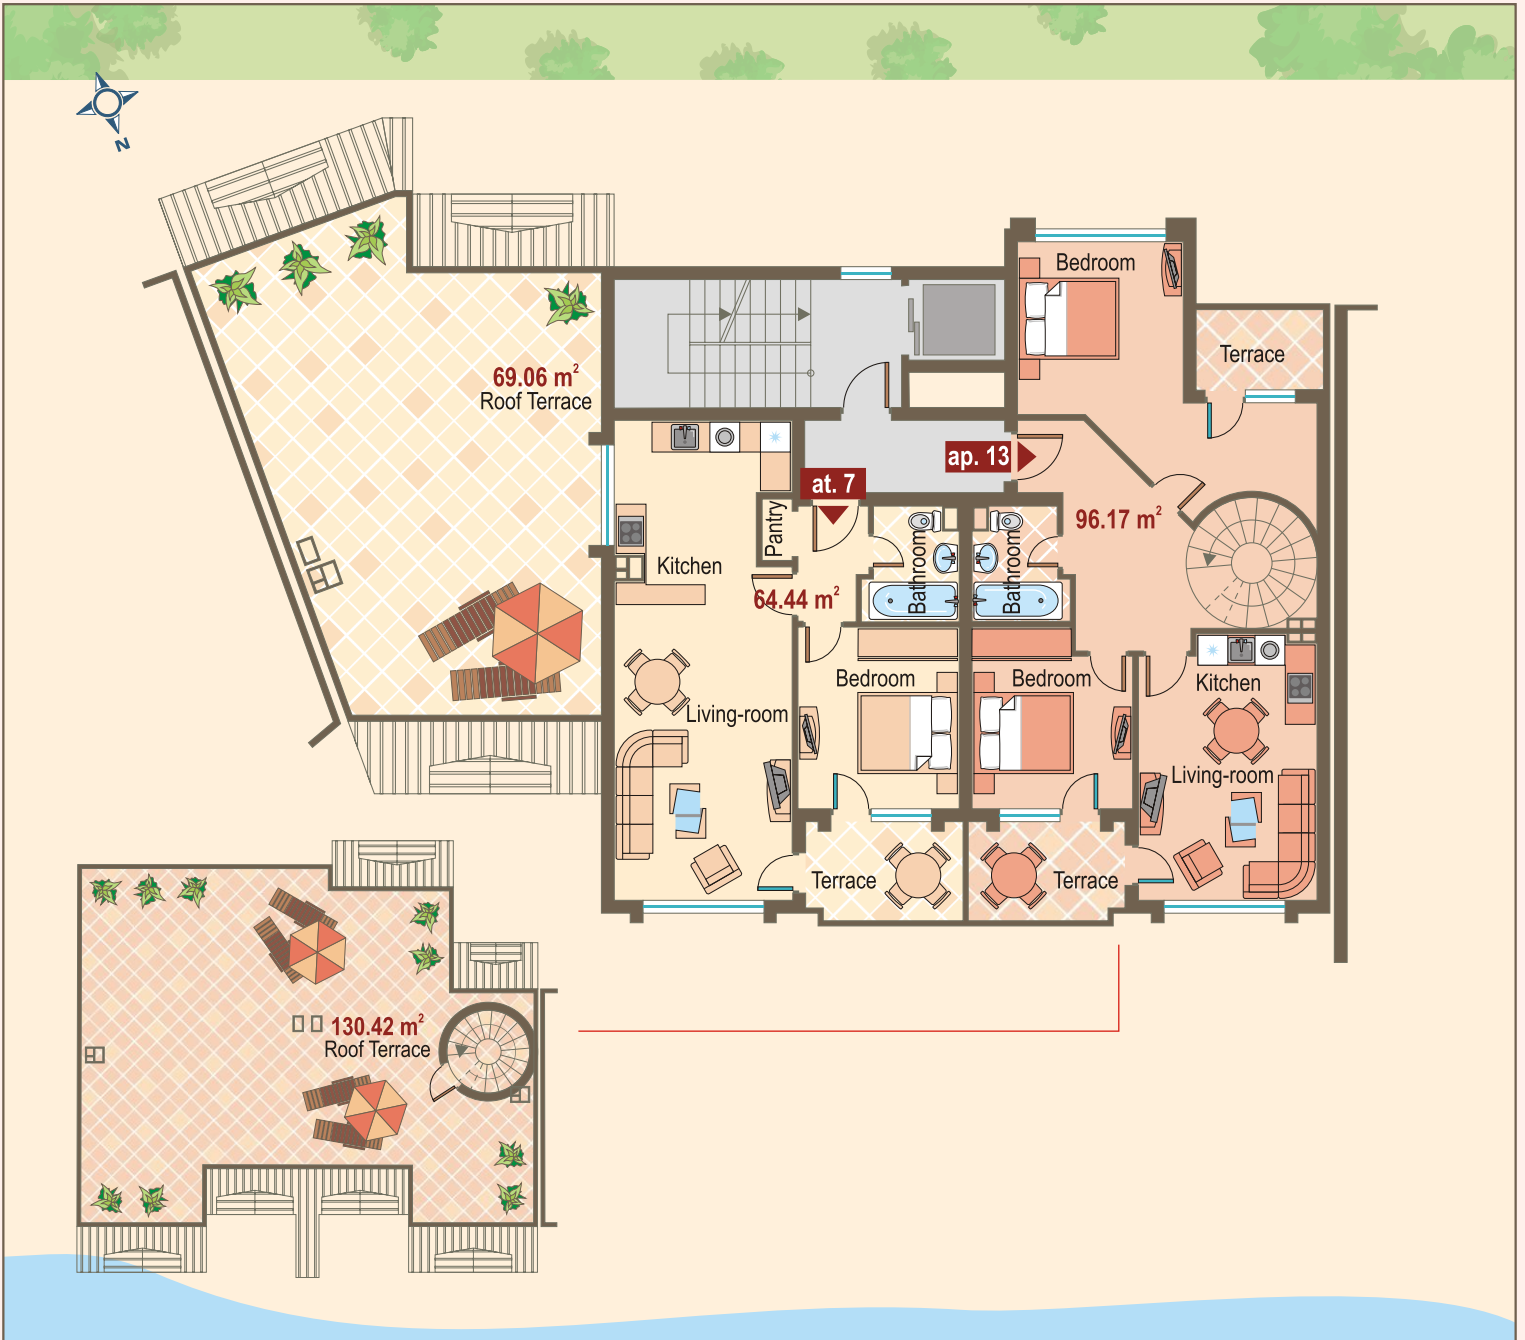 N
Bedroom
Terrace
69.06 m²
Roof Terrace
ap. 13
at. 7
Pantry
96.17 m²
Bathroom
Bathroom
Kitchen
64.44 m²
Bedroom
Bedroom
Kitchen
Living-room
Living-room
Terrace
Terrace
130.42 m²
Roof Terrace